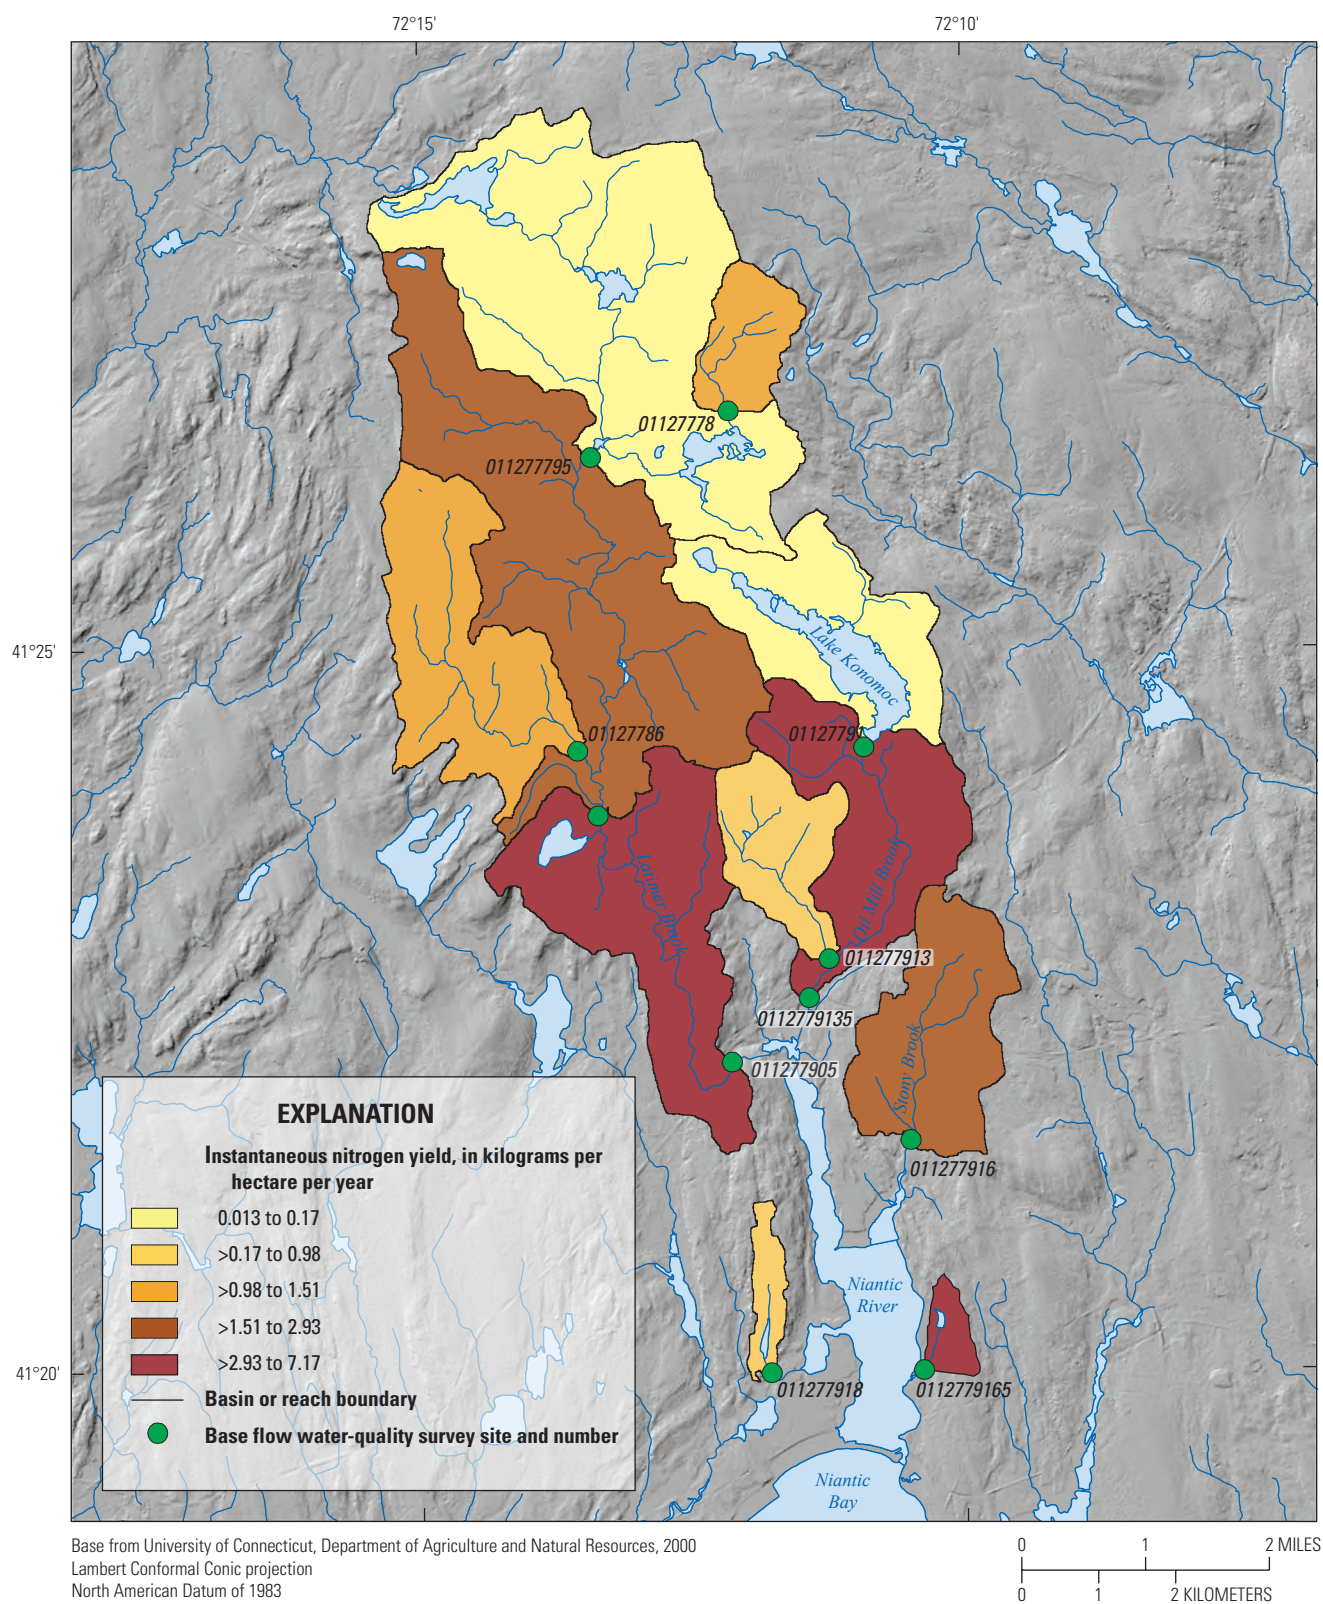 72°15'
72°10'
01127778
011277795
41°25'
Lake Konomoc
01127786
01127791
Latimer Brook
Oil Mill Brook
011277913
0112779135
011277905
Stony Brook
011277916
EXPLANATION
Instantaneous nitrogen yield, in kilograms per
hectare per year
0.013 to 0.17
>0.17 to 0.98
>0.98 to 1.51
>1.51 to 2.93
>2.93 to 7.17
Basin or reach boundary
Base flow water-quality survey site and number
Niantic
River
41°20'
011277918
0112779165
Niantic
Bay
Base from University of Connecticut, Department of Agriculture and Natural Resources, 2000
Lambert Conformal Conic projection
North American Datum of 1983
0 1 2 MILES
0 1 2 KILOMETERS